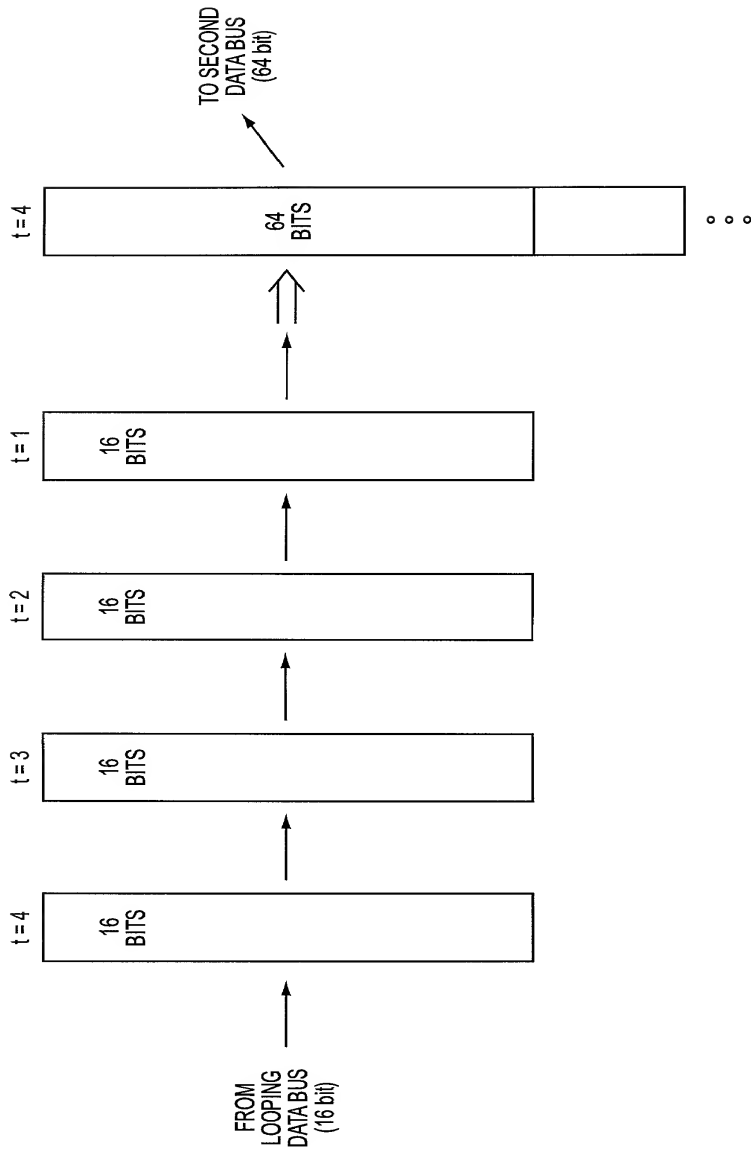 FROM
LOOPING
DATA BUS
(16 bit)
t = 4
16
BITS
t = 3
16
BITS
t = 2
16
BITS
t = 1
16
BITS
t = 4
64
BITS
TO SECOND
DATA BUS
(64 bit)